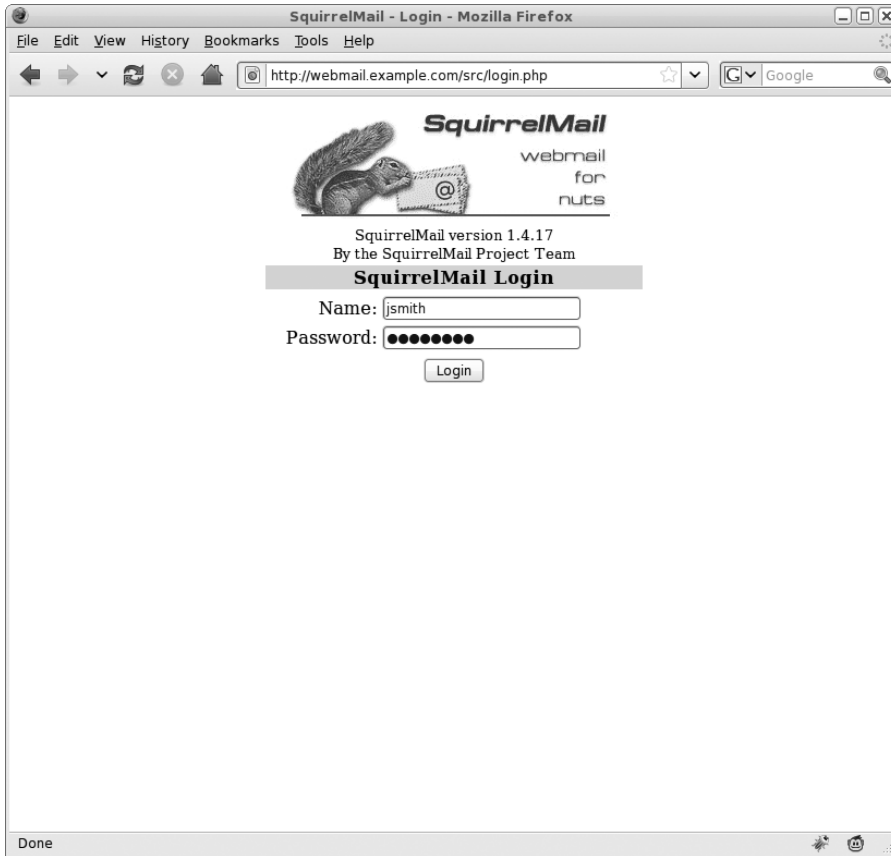 SquirrelMail - Login - Mozilla Firefox
File Edit View History Bookmarks Tools Help
http://webmail.example.com/src/login.php
G Google
SquirrelMail
webmail
for
nuts
@
SquirrelMail version 1.4.17
By the SquirrelMail Project Team
SquirrelMail Login
Name: jsmith
Password: ●●●●●●●●
Login
Done